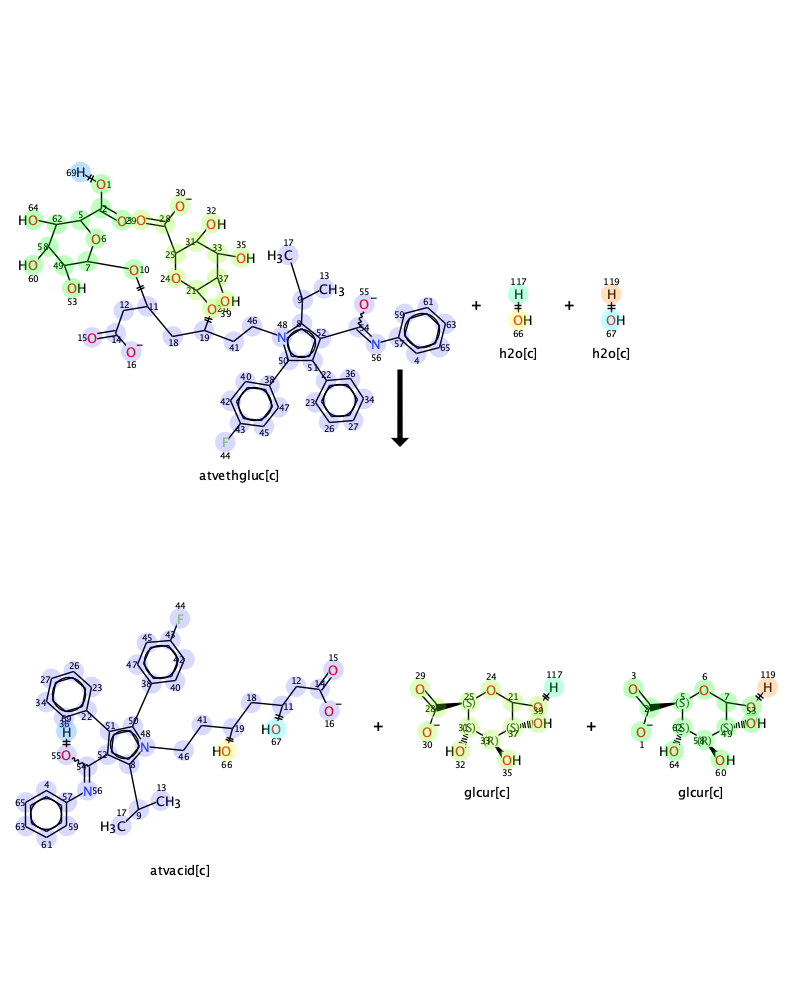 69 H O 1
64 HO 62 5 2 O 3 29 O 28 30 O− 32 OH
58 O 6 25 31 33 35 OH
60 HO 49 7 O 10 24 O 21 37 OH 39
53 OH
17 H3C 13 CH3 9 55 O−
12 11 15 O 14 O− 16 18 19 41 46 48 N 8 52 54 N 56
50 51 59 61 63 57 65 4
40 38 22 36 42 47 23 34 43 45 26 27
F 44
+
117 H OH 66
h2o[c]
+
119 H OH 67
h2o[c]
atvethgluc[c]
44 F
45 43 42 47 40 38
26 27 23 34 22 36 H
51 50 48 N 52 8 46 41 19 18 11 12 14 15 O O− 16
HO 66 HO 67
55 O 54 N 56
4 65 57 63 59 61
17 H3C 9 13 CH3
atvacid[c]
+
29 O 28 O− 30 25 (S) 24 O 21 O 39 H 117 OH (S) (S) (R) HO 32 OH 35
glcur[c]
+
3 O O− 1 5 (S) 6 O 7 O 53 H 119 OH (S) 49 (S) (R) HO 64 OH 60
glcur[c]